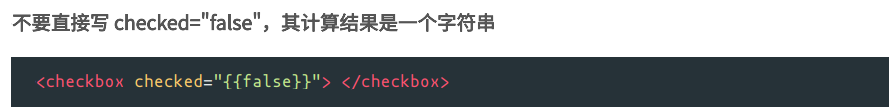 不要直接写 checked="false"，其计算结果是一个字符串
<checkbox checked="{{false}}"> </checkbox>